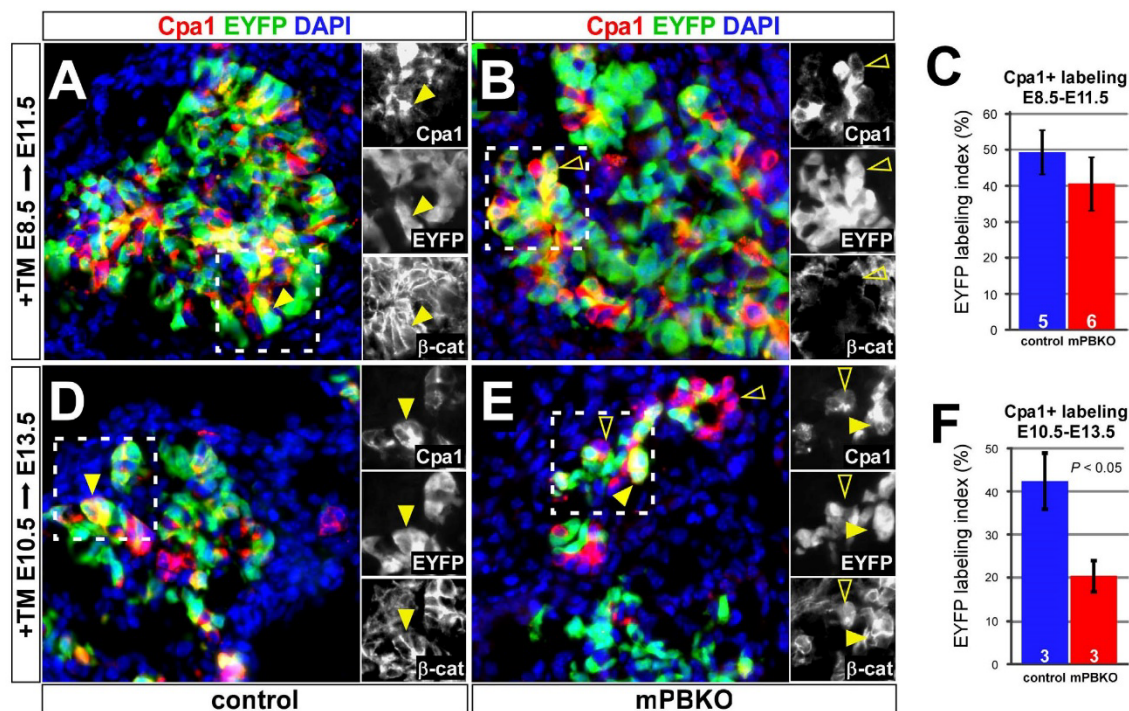 Cpa1 EYFP DAPI
Cpa1 EYFP DAPI
+TM E8.5 ➞ E11.5
A
Cpa1
EYFP
β-cat
B
Cpa1
EYFP
β-cat
C
Cpa1+ labeling
E8.5-E11.5
EYFP labeling index (%)
60
50
40
30
20
10
0
5
6
control mPBKO
+TM E10.5 ➞ E13.5
D
Cpa1
EYFP
β-cat
E
Cpa1
EYFP
β-cat
F
Cpa1+ labeling
E10.5-E13.5
EYFP labeling index (%)
50
40
30
20
10
0
P < 0.05
3
3
control mPBKO
control
mPBKO